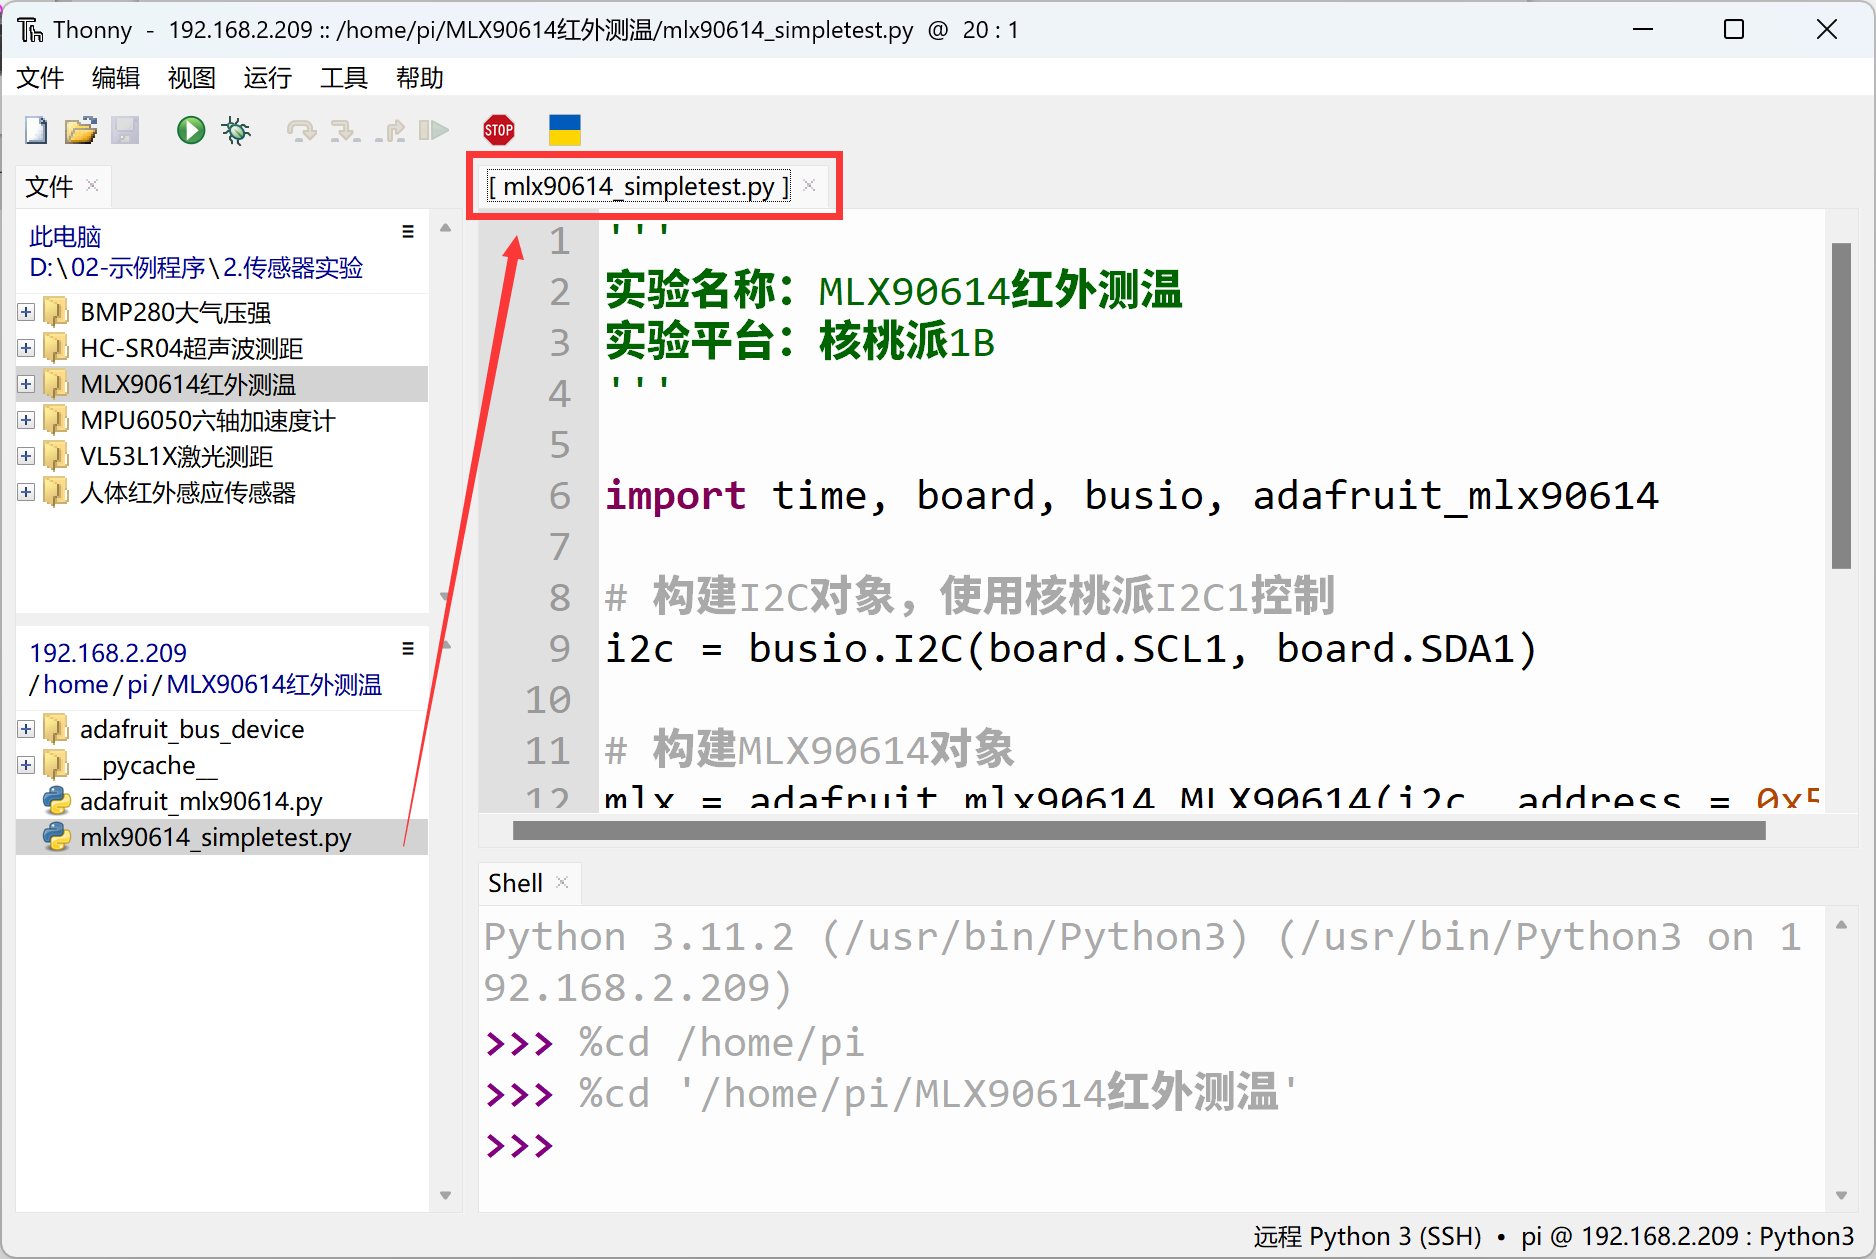 Thonny - 192.168.2.209 :: /home/pi/MLX90614红外测温/mlx90614_simpletest.py @ 20 : 1
文件 编辑 视图 运行 工具 帮助
STOP
文件
[ mlx90614_simpletest.py ]
此电脑
D:\02-示例程序\2.传感器实验
BMP280大气压强
HC-SR04超声波测距
MLX90614红外测温
MPU6050六轴加速度计
VL53L1X激光测距
人体红外感应传感器
192.168.2.209
/home/pi/MLX90614红外测温
adafruit_bus_device
__pycache__
adafruit_mlx90614.py
mlx90614_simpletest.py
1 '''
2 实验名称：MLX90614红外测温
3 实验平台：核桃派1B
4 '''
5
6 import time, board, busio, adafruit_mlx90614
7
8 # 构建I2C对象，使用核桃派I2C1控制
9 i2c = busio.I2C(board.SCL1, board.SDA1)
10
11 # 构建MLX90614对象
12 mlx = adafruit_mlx90614.MLX90614(i2c, address = 0x5
Shell
Python 3.11.2 (/usr/bin/Python3) (/usr/bin/Python3 on 1
92.168.2.209)
>>> %cd /home/pi
>>> %cd '/home/pi/MLX90614红外测温'
>>>
远程 Python 3 (SSH) • pi @ 192.168.2.209 : Python3